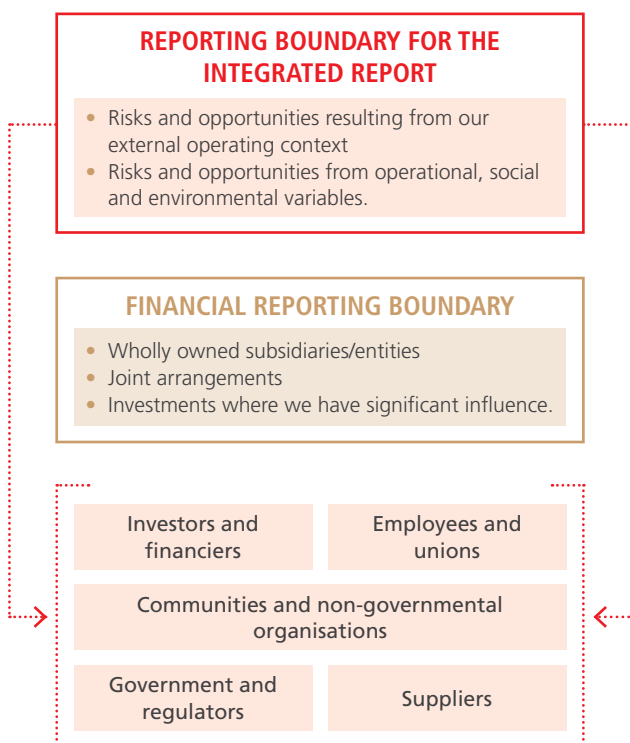 REPORTING BOUNDARY FOR THE
INTEGRATED REPORT
• Risks and opportunities resulting from our
external operating context
• Risks and opportunities from operational, social
and environmental variables.
FINANCIAL REPORTING BOUNDARY
• Wholly owned subsidiaries/entities
• Joint arrangements
• Investments where we have significant influence.
Investors and
financiers
Employees and
unions
Communities and non-governmental
organisations
Government and
regulators
Suppliers